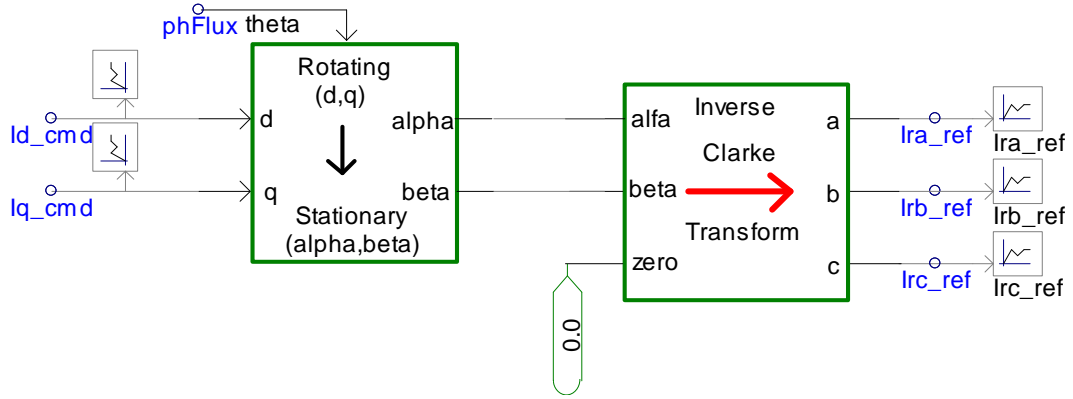 phFlux theta
Rotating
(d,q)
Inverse
d
alpha
alfa
a
Id_cmd
Ira_ref
Ira_ref
Clarke
q
beta
beta
b
Iq_cmd
Irb_ref
Irb_ref
Stationary
Transform
(alpha,beta)
zero
c
Irc_ref
Irc_ref
0.0